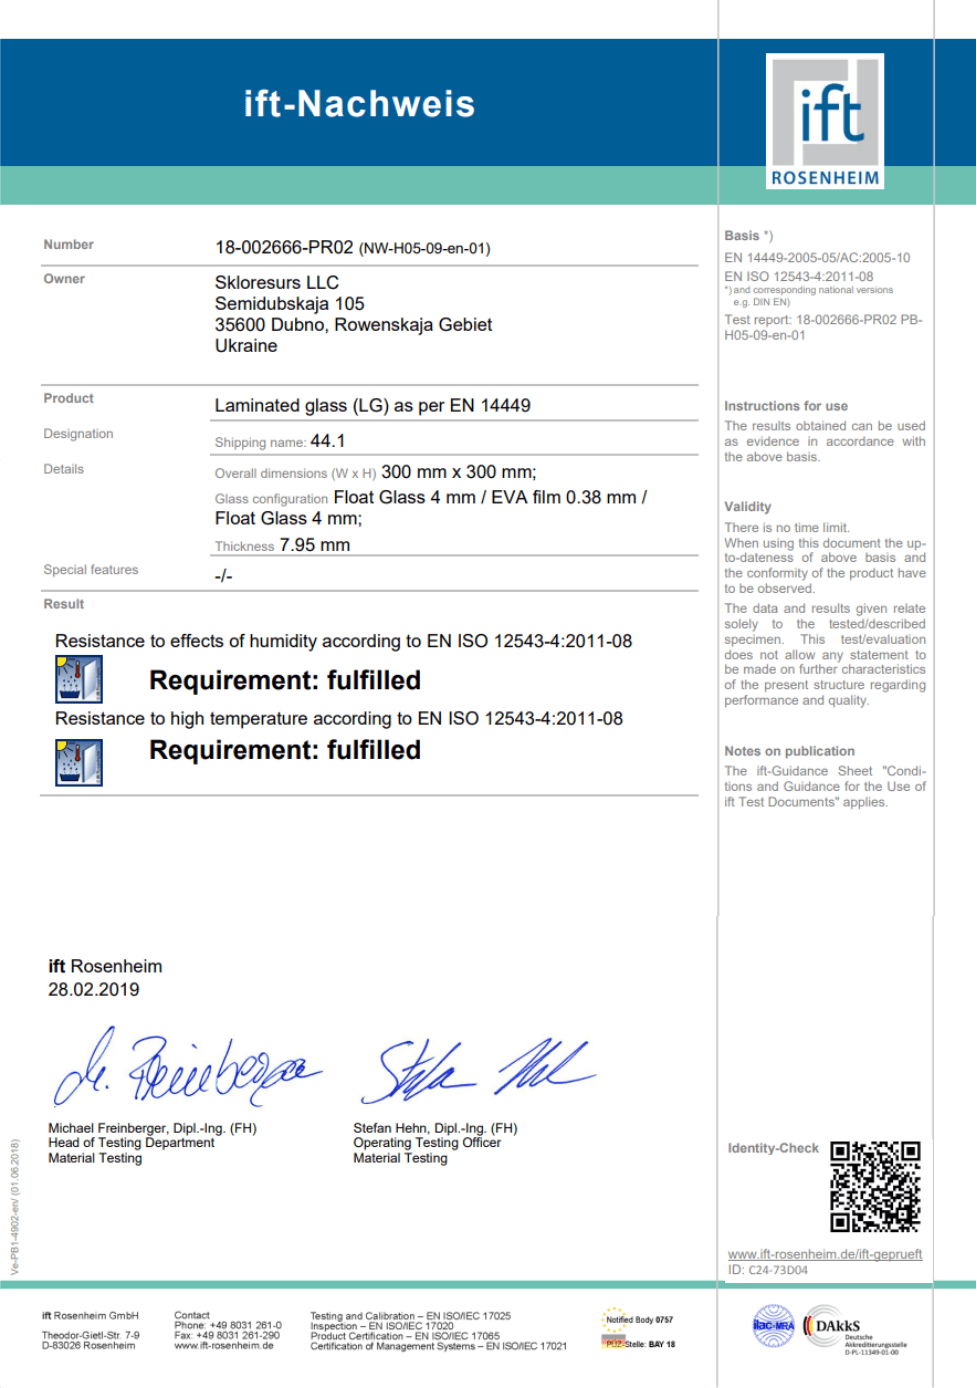 ift-Nachweis
ift
ROSENHEIM
Number
18-002666-PR02 (NW-H05-09-en-01)
Owner
Skloresurs LLC
Semidubskaja 105
35600 Dubno, Rowenskaja Gebiet
Ukraine
Product
Laminated glass (LG) as per EN 14449
Designation
Shipping name: 44.1
Details
Overall dimensions (W x H) 300 mm x 300 mm;
Glass configuration Float Glass 4 mm / EVA film 0.38 mm /
Float Glass 4 mm;
Thickness 7.95 mm
Special features
-/-
Result
Resistance to effects of humidity according to EN ISO 12543-4:2011-08
Requirement: fulfilled
Resistance to high temperature according to EN ISO 12543-4:2011-08
Requirement: fulfilled
Basis *)
EN 14449-2005-05/AC:2005-10
EN ISO 12543-4:2011-08
*) and corresponding national versions
e.g. DIN EN)
Test report: 18-002666-PR02 PB-
H05-09-en-01
Instructions for use
The results obtained can be used
as evidence in accordance with
the above basis.
Validity
There is no time limit.
When using this document the up-
to-dateness of above basis and
the conformity of the product have
to be observed.
The data and results given relate
solely to the tested/described
specimen. This test/evaluation
does not allow any statement to
be made on further characteristics
of the present structure regarding
performance and quality.
Notes on publication
The ift-Guidance Sheet "Condi-
tions and Guidance for the Use of
ift Test Documents" applies.
ift Rosenheim
28.02.2019
Michael Freinberger, Dipl.-Ing. (FH)
Head of Testing Department
Material Testing
Stefan Hehn, Dipl.-Ing. (FH)
Operating Testing Officer
Material Testing
Identity-Check
www.ift-rosenheim.de/ift-geprueft
ID: C24-73D04
Ve-PB1-4902-en/ (01.06.2018)
ift Rosenheim GmbH
Theodor-Gietl-Str. 7-9
D-83026 Rosenheim
Contact
Phone: +49 8031 261-0
Fax: +49 8031 261-290
www.ift-rosenheim.de
Testing and Calibration – EN ISO/IEC 17025
Inspection – EN ISO/IEC 17020
Product Certification – EN ISO/IEC 17065
Certification of Management Systems – EN ISO/IEC 17021
Notified Body 0757
PÜZ-Stelle: BAY 18
ilac-MRA
DAkkS
Deutsche
Akkreditierungsstelle
D-PL-11349-01-00